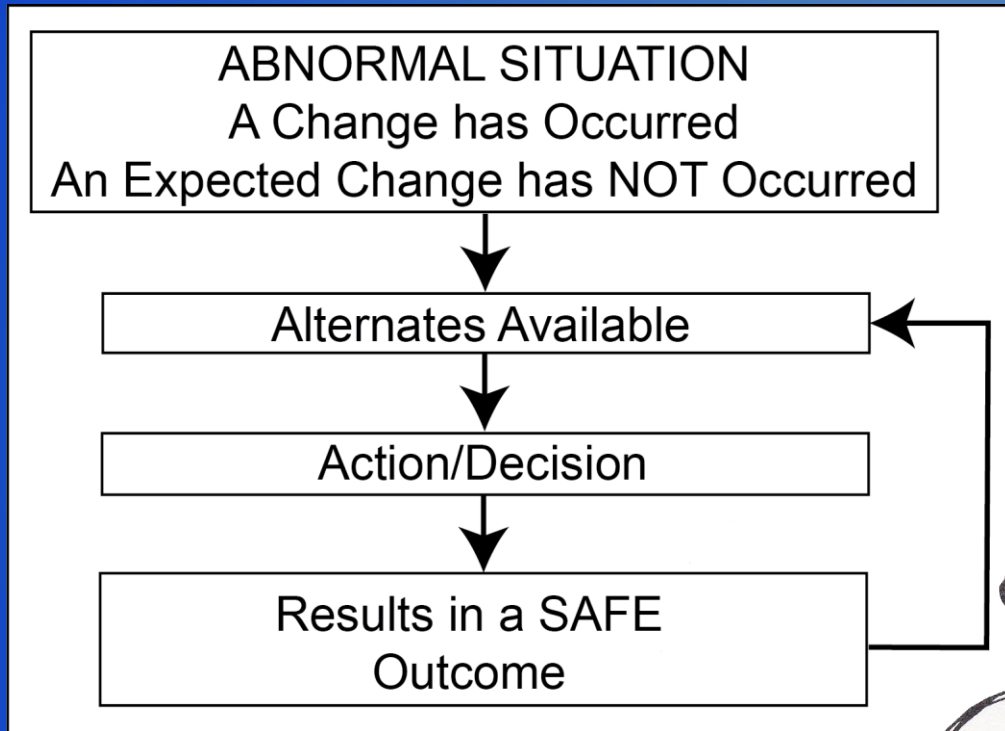 ABNORMAL SITUATION
A Change has Occurred
An Expected Change has NOT Occurred
Alternates Available
Action/Decision
Results in a SAFE
Outcome